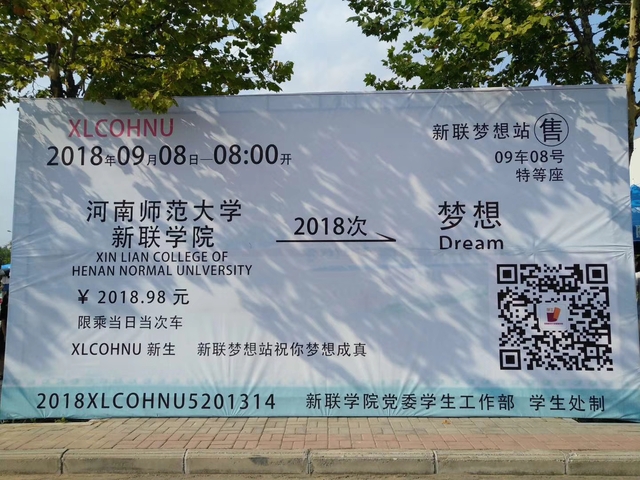 XLCOHNU
新联梦想站 售
2018年09月08日—08:00开
09车08号
特等座
河南师范大学
新联学院
XIN LIAN COLLEGE OF
HENAN NORMAL UNLVERSITY
2018次
梦想
Dream
¥ 2018.98 元
限乘当日当次车
XLCOHNU 新生 新联梦想站祝你梦想成真
2018XLCOHNU5201314 新联学院党委学生工作部 学生处制